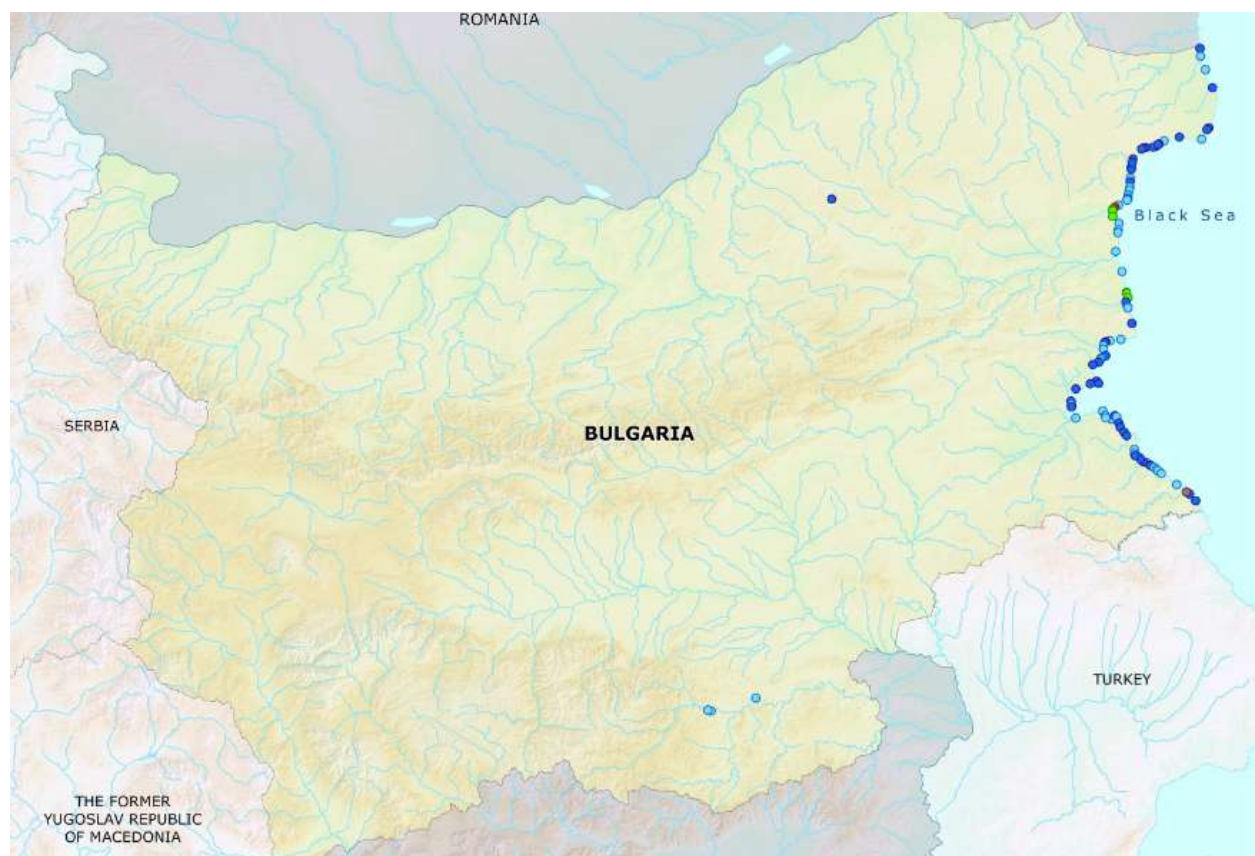 ROMANIA
Black Sea
SERBIA
BULGARIA
TURKEY
THE FORMER
YUGOSLAV REPUBLIC
OF MACEDONIA